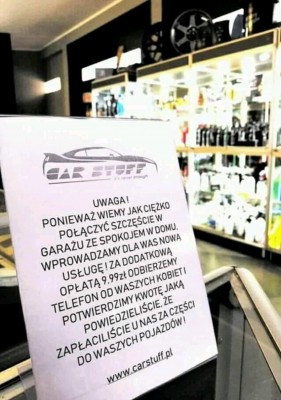 CAR STUFF
UWAGA!
PONIEWAŻ WIEMY JAK CIĘŻKO
POŁĄCZYĆ SZCZĘŚCIE W
GARAŻU ZE SPOKOJEM W DOMU,
WPROWADZAMY DLA WAS NOWĄ
USŁUGĘ! ZA DODATKOWĄ
OPŁATĄ 9,99zł ODBIERZEMY
TELEFON OD WASZYCH KOBIET I
POTWIERDZIMY KWOTĘ JAKĄ
POWIEDZIELIŚCIE, ŻE
ZAPŁACILIŚCIE U NAS ZA CZĘŚCI
DO WASZYCH POJAZDÓW!
www.carstuff.pl